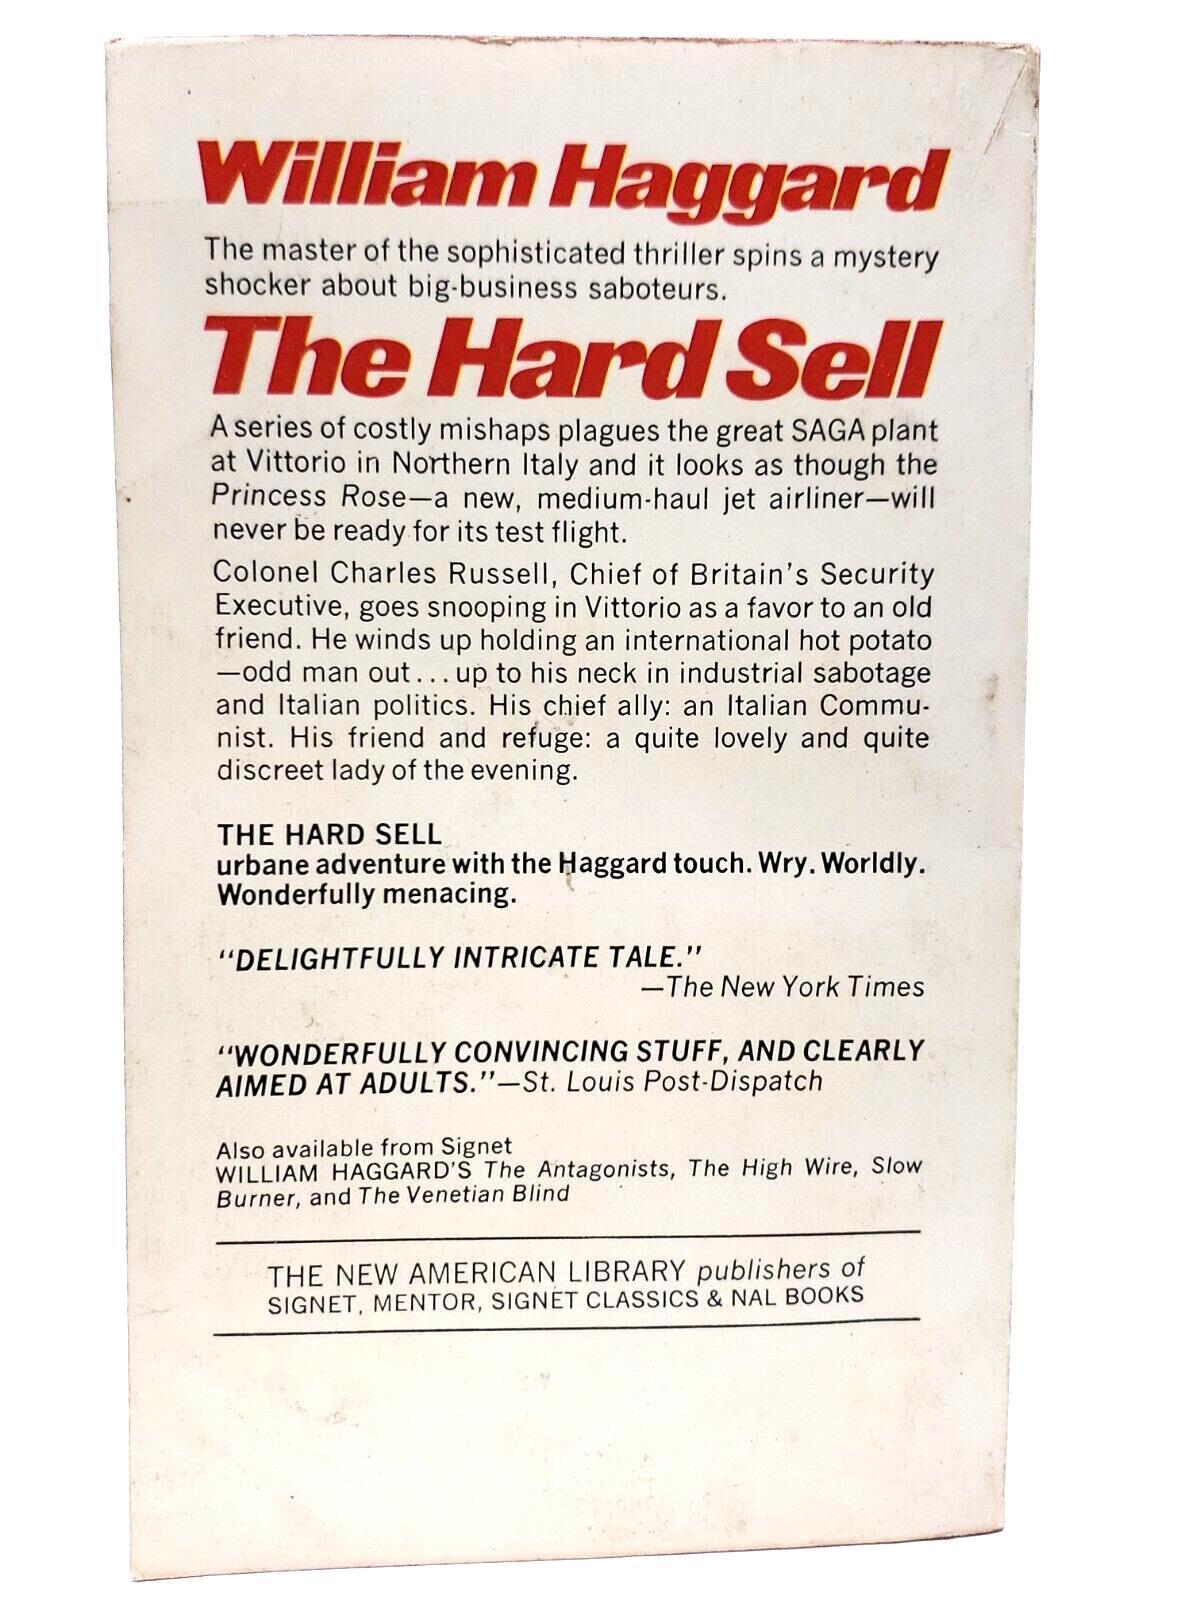 William Haggard
The master of the sophisticated thriller spins a mystery
shocker about big-business saboteurs.
The Hard Sell
A series of costly mishaps plagues the great SAGA plant
at Vittorio in Northern Italy and it looks as though the
Princess Rose—a new, medium-haul jet airliner—will
never be ready for its test flight.
Colonel Charles Russell, Chief of Britain's Security
Executive, goes snooping in Vittorio as a favor to an old
friend. He winds up holding an international hot potato
—odd man out...up to his neck in industrial sabotage
and Italian politics. His chief ally: an Italian Commu-
nist. His friend and refuge: a quite lovely and quite
discreet lady of the evening.
THE HARD SELL
urbane adventure with the Haggard touch. Wry. Worldly.
Wonderfully menacing.
"DELIGHTFULLY INTRICATE TALE."
—The New York Times
"WONDERFULLY CONVINCING STUFF, AND CLEARLY
AIMED AT ADULTS."—St. Louis Post-Dispatch
Also available from Signet
WILLIAM HAGGARD'S The Antagonists, The High Wire, Slow
Burner, and The Venetian Blind
THE NEW AMERICAN LIBRARY publishers of
SIGNET, MENTOR, SIGNET CLASSICS & NAL BOOKS